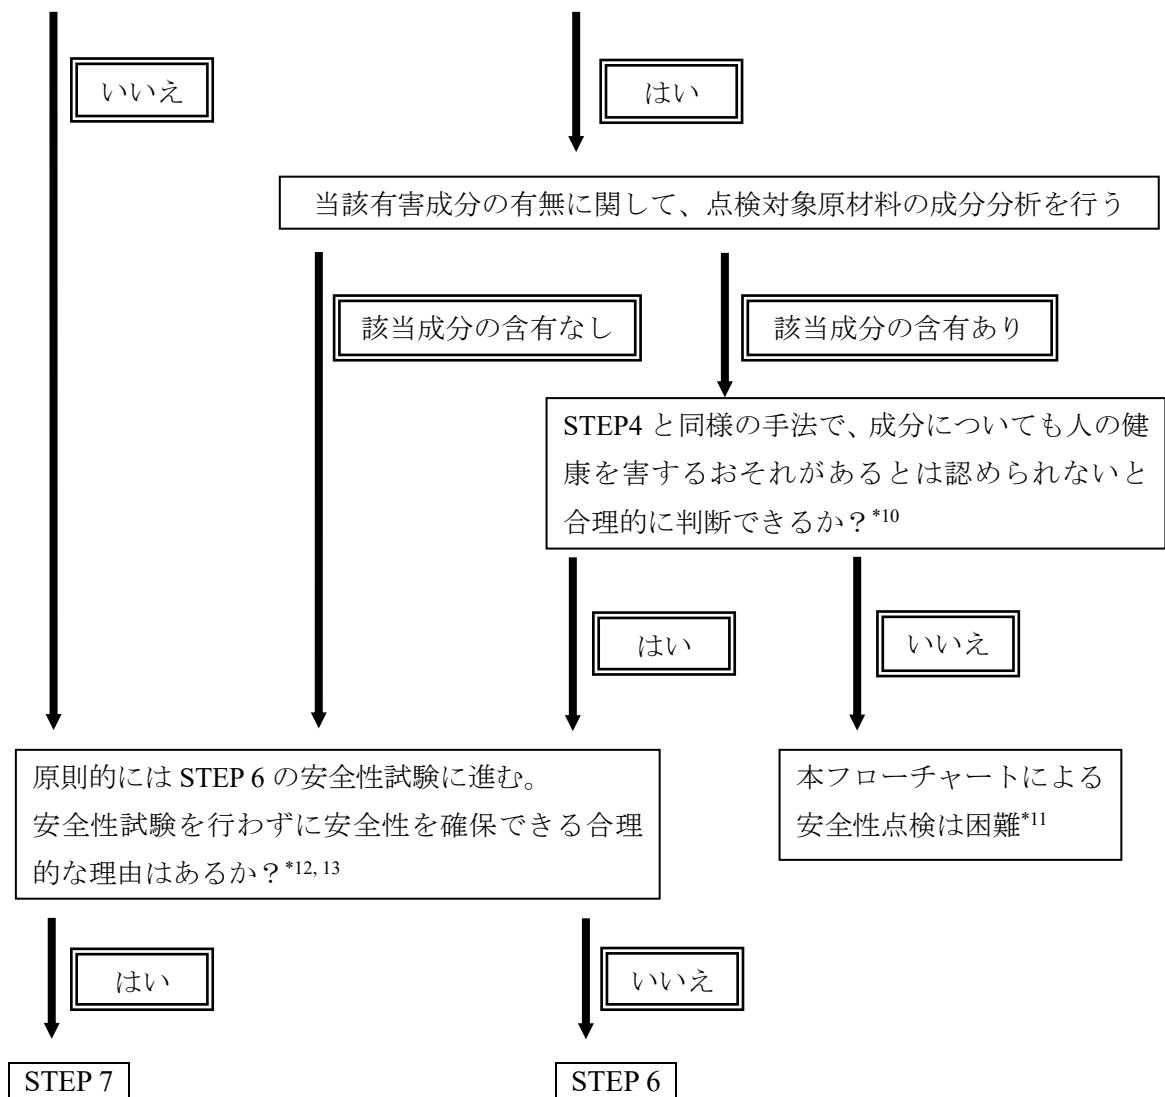 いいえ
はい
当該有害成分の有無に関して、点検対象原材料の成分分析を行う
該当成分の含有なし
該当成分の含有あり
STEP4 と同様の手法で、成分についても人の健
康を害するおそれがあるとは認められないと
合理的に判断できるか？*10
はい
いいえ
原則的には STEP 6 の安全性試験に進む。
安全性試験を行わずに安全性を確保できる合理
的な理由はあるか？*12, 13
本フローチャートによる
安全性点検は困難*11
はい
いいえ
STEP 7
STEP 6